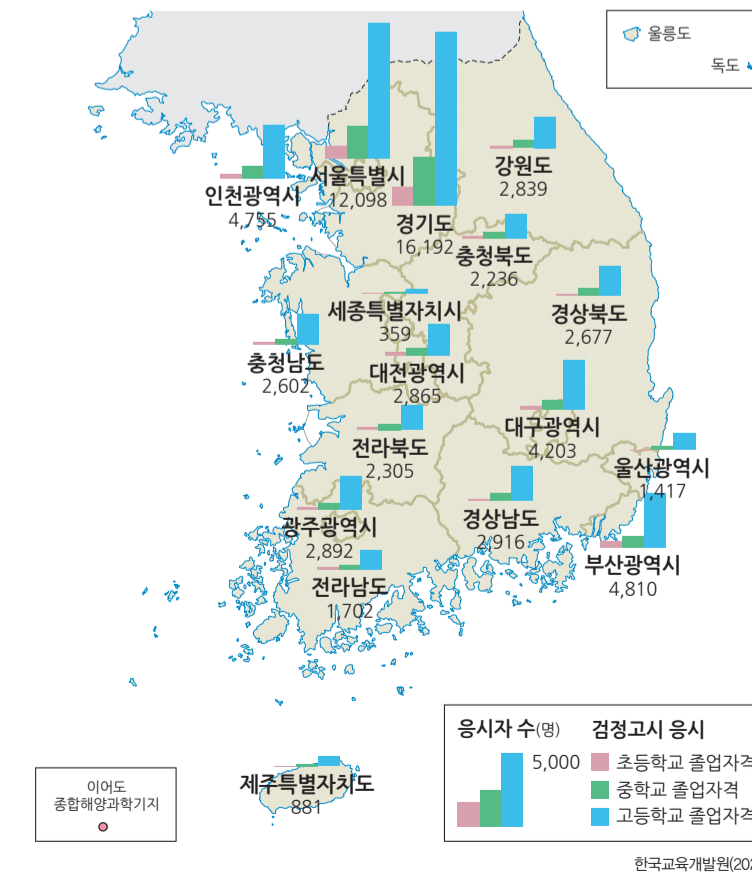 울릉도
독도
서울특별시
12,098
인천광역시
4,755
경기도
16,192
강원도
2,839
충청북도
2,236
세종특별자치시
359
경상북도
2,677
충청남도
2,602
대전광역시
2,865
대구광역시
4,203
전라북도
2,305
울산광역시
1,417
광주광역시
2,892
경상남도
2,916
부산광역시
4,810
전라남도
1,702
제주특별자치도
881
이어도
종합해양과학기지
응시자 수(명)
5,000
검정고시 응시
초등학교 졸업자격
중학교 졸업자격
고등학교 졸업자격
한국교육개발원(202